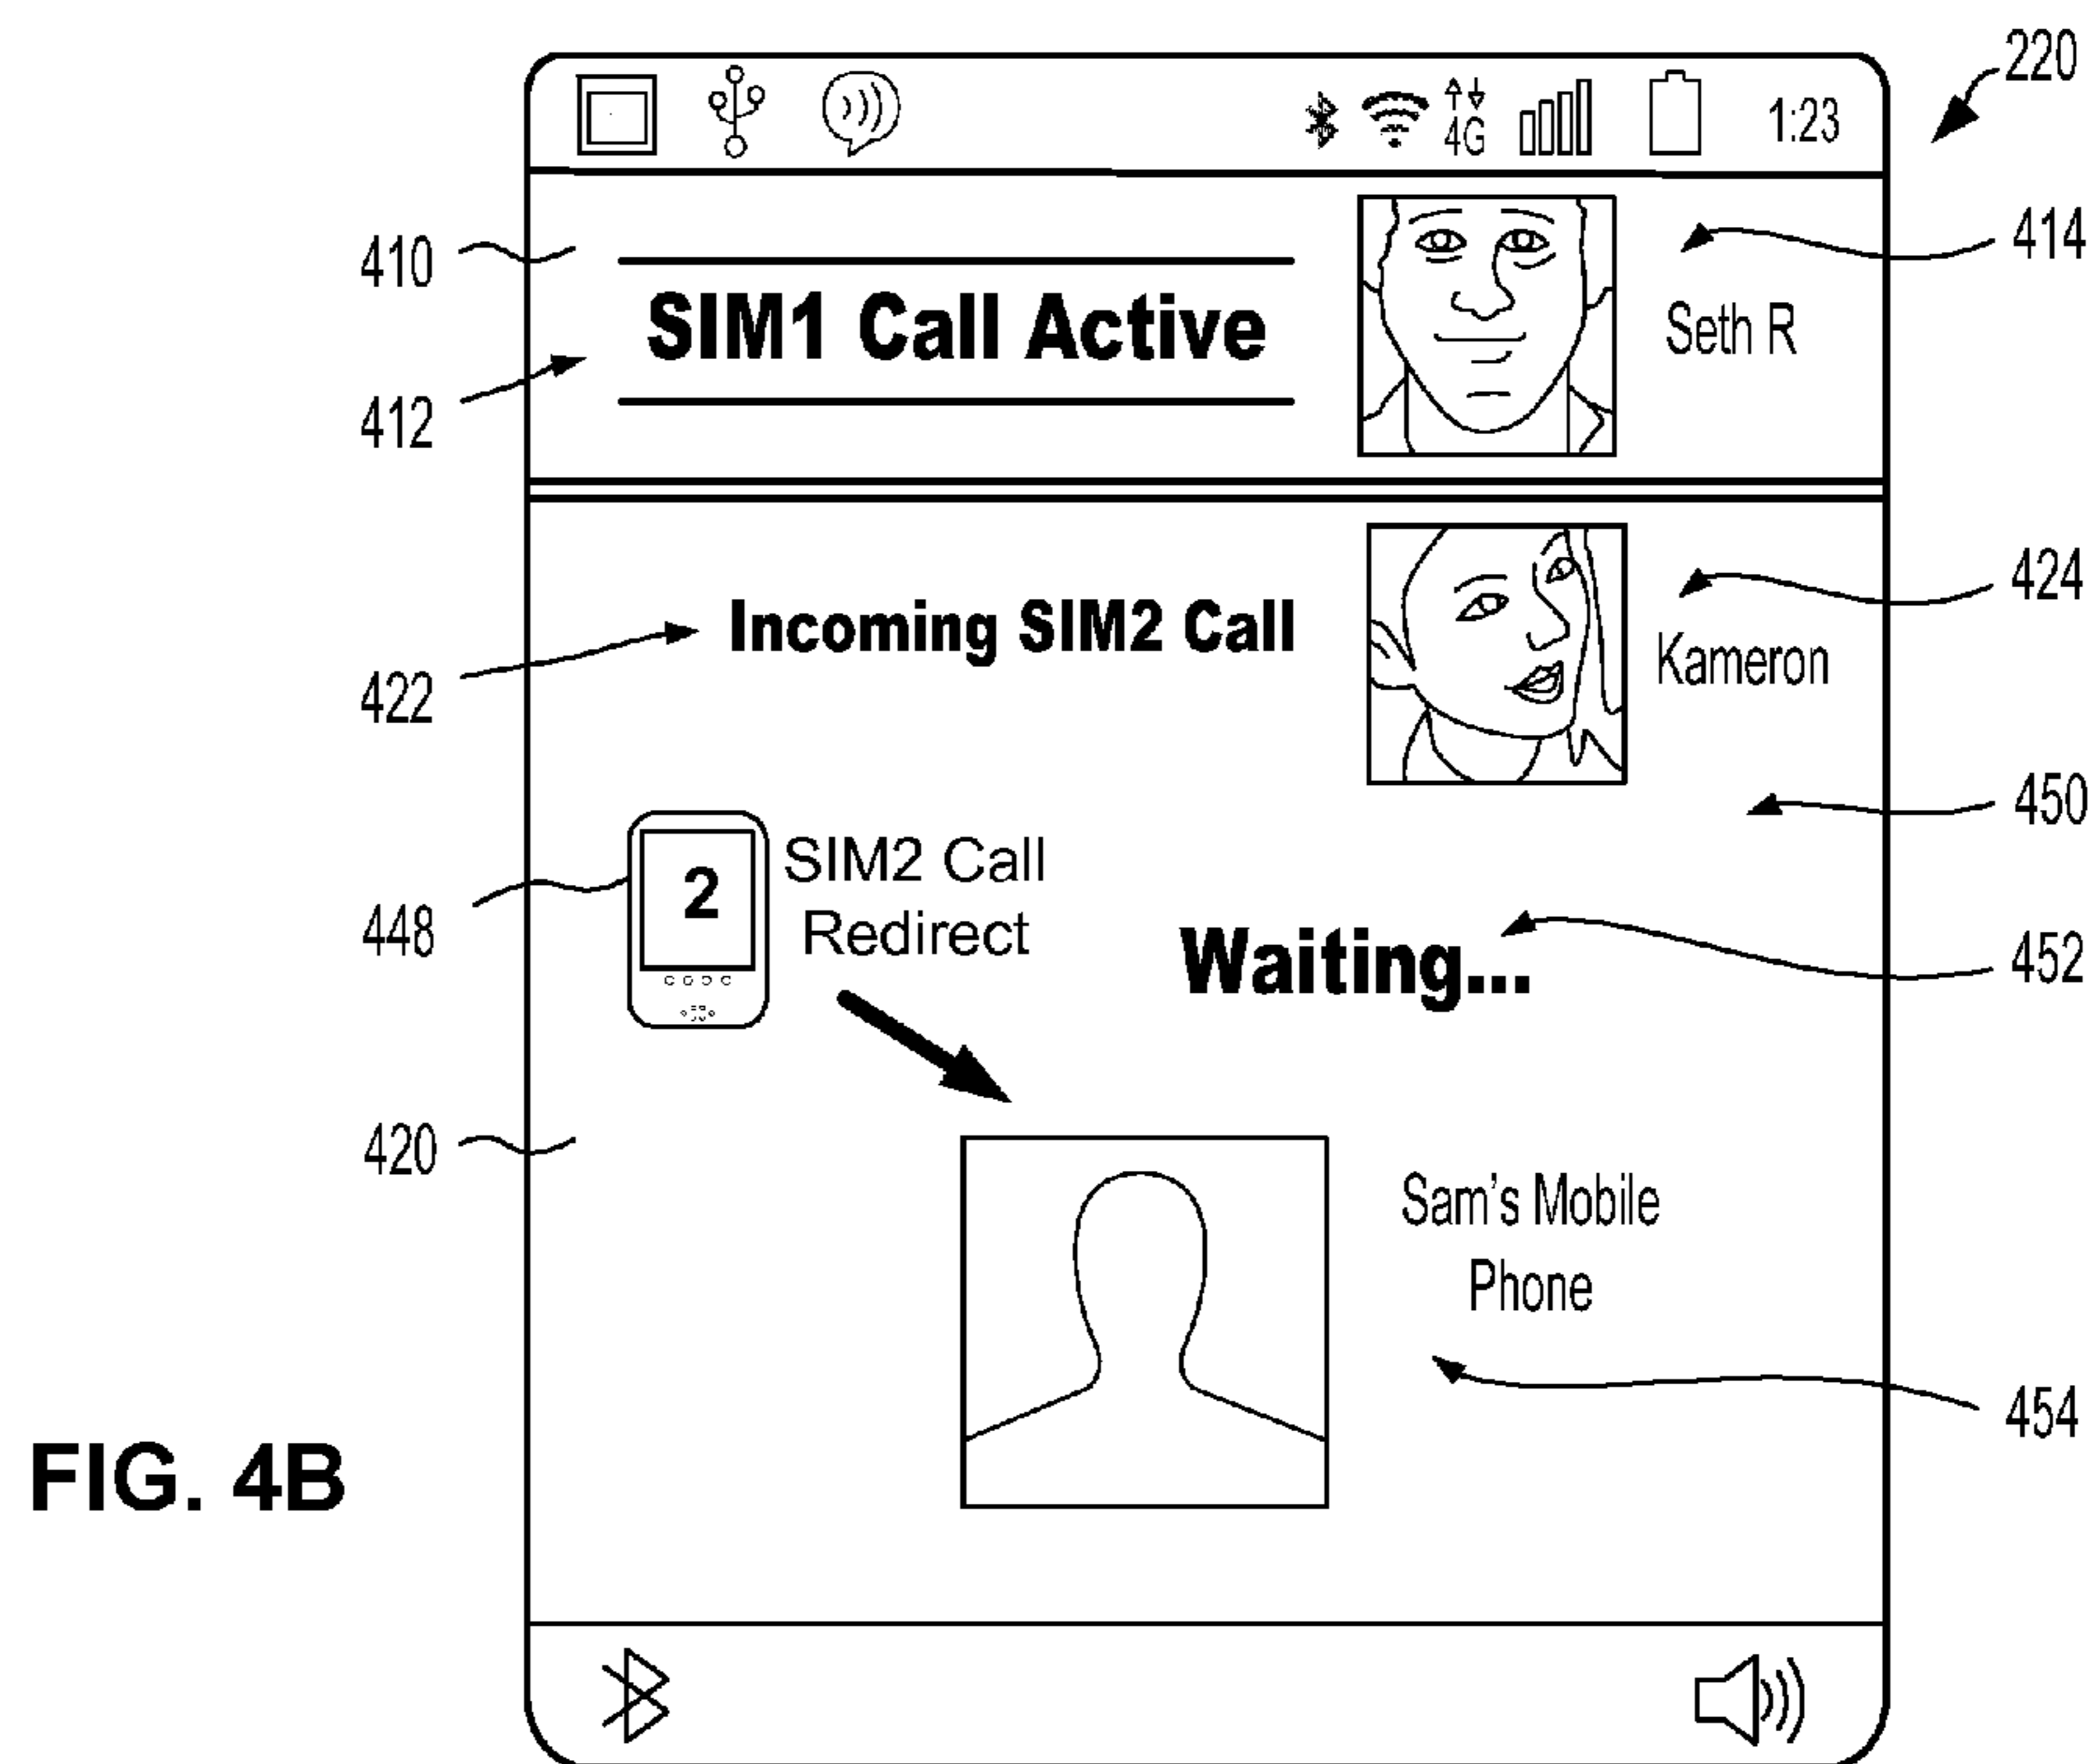 220
4G
1:23
410
414
SIM1 Call Active
Seth R
412
424
Incoming SIM2 Call
Kameron
422
450
2
SIM2 Call
Redirect
448
Waiting...
452
420
Sam's Mobile
Phone
454
FIG. 4B